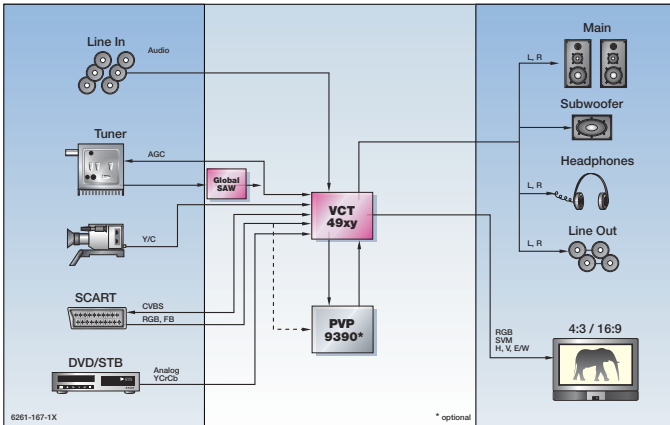 Line In
Audio
Tuner
AGC
Global
SAW
Y/C
SCART
CVBS
RGB, FB
DVD/STB
Analog
YCrCb
6261-167-1X
VCT
49xy
PVP
9390*
* optional
Main
L, R
Subwoofer
Headphones
L, R
Line Out
L, R
RGB
SVM
H, V, E/W
4:3 / 16:9